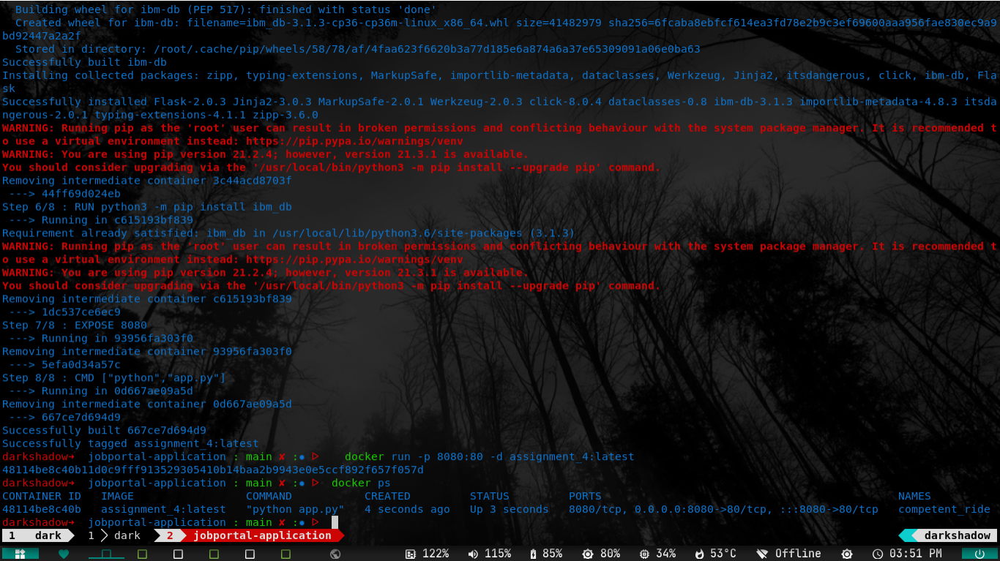 Building wheel for ibm-db (PEP 517): finished with status 'done'
  Created wheel for ibm-db: filename=ibm_db-3.1.3-cp36-cp36m-linux_x86_64.whl size=41482979 sha256=6fcaba8ebfcf614ea3fd78e2b9c3ef69600aaa956fae830ec9a9
bd92447a2a2f
  Stored in directory: /root/.cache/pip/wheels/58/78/af/4faa623f6620b3a77d185e6a874a6a37e65309091a06e0ba63
Successfully built ibm-db
Installing collected packages: zipp, typing-extensions, MarkupSafe, importlib-metadata, dataclasses, Werkzeug, Jinja2, itsdangerous, click, ibm-db, Fla
sk
Successfully installed Flask-2.0.3 Jinja2-3.0.3 MarkupSafe-2.0.1 Werkzeug-2.0.3 click-8.0.4 dataclasses-0.8 ibm-db-3.1.3 importlib-metadata-4.8.3 itsda
ngerous-2.0.1 typing-extensions-4.1.1 zipp-3.6.0
WARNING: Running pip as the 'root' user can result in broken permissions and conflicting behaviour with the system package manager. It is recommended t
o use a virtual environment instead: https://pip.pypa.io/warnings/venv
WARNING: You are using pip version 21.2.4; however, version 21.3.1 is available.
You should consider upgrading via the '/usr/local/bin/python3 -m pip install --upgrade pip' command.
Removing intermediate container 3c44acd8703f
 ---> 44ff69d024eb
Step 6/8 : RUN python3 -m pip install ibm_db
 ---> Running in c615193bf839
Requirement already satisfied: ibm_db in /usr/local/lib/python3.6/site-packages (3.1.3)
WARNING: Running pip as the 'root' user can result in broken permissions and conflicting behaviour with the system package manager. It is recommended t
o use a virtual environment instead: https://pip.pypa.io/warnings/venv
WARNING: You are using pip version 21.2.4; however, version 21.3.1 is available.
You should consider upgrading via the '/usr/local/bin/python3 -m pip install --upgrade pip' command.
Removing intermediate container c615193bf839
 ---> 1dc537ce6ec9
Step 7/8 : EXPOSE 8080
 ---> Running in 93956fa303f0
Removing intermediate container 93956fa303f0
 ---> 5efa0d34a57c
Step 8/8 : CMD ["python","app.py"]
 ---> Running in 0d667ae09a5d
Removing intermediate container 0d667ae09a5d
 ---> 667ce7d694d9
Successfully built 667ce7d694d9
Successfully tagged assignment_4:latest
darkshadow→  jobportal-application : main ✘ :● ▷    docker run -p 8080:80 -d assignment_4:latest
48114be8c40b11d0c9fff913529305410b14baa2b9943e0e5ccf892f657f057d
darkshadow→  jobportal-application : main ✘ :● ▷  docker ps
CONTAINER ID   IMAGE                 COMMAND           CREATED         STATUS         PORTS                                             NAMES
48114be8c40b   assignment_4:latest   "python app.py"   4 seconds ago   Up 3 seconds   8080/tcp, 0.0.0.0:8080->80/tcp, :::8080->80/tcp   competent_ride
darkshadow→  jobportal-application : main ✘ :● ▷
1 dark 1 dark 2 jobportal-application darkshadow
122% 115% 85% 80% 34% 53°C Offline 03:51 PM